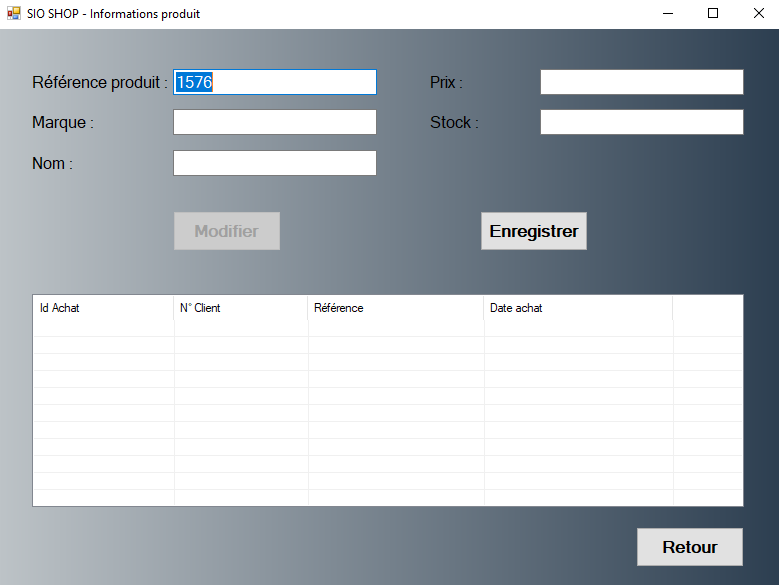 SIO SHOP - Informations produit
Référence produit : 1576
Prix :
Marque :
Stock :
Nom :
Modifier
Enregistrer
Id Achat N° Client Référence Date achat
Retour